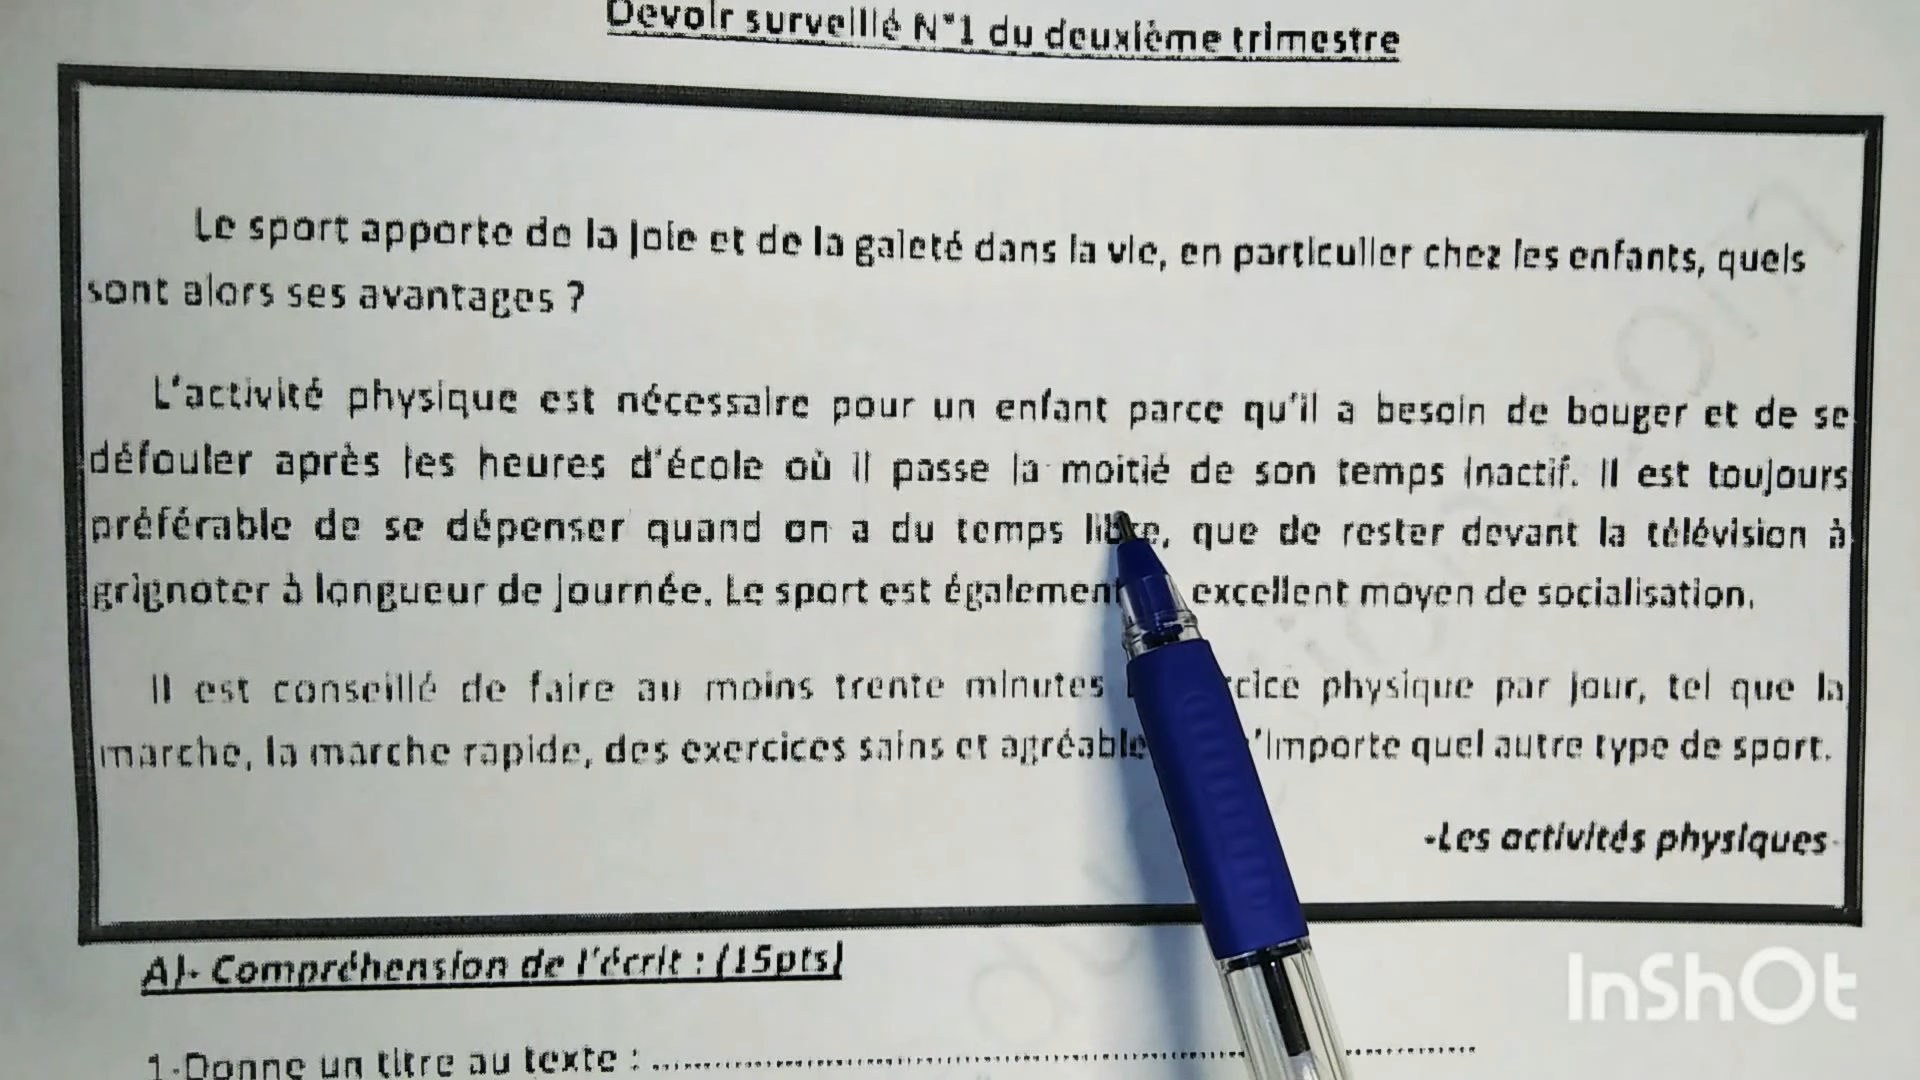 Devoir surveillé N°1 du deuxième trimestre
Le sport apporte de la joie et de la gaieté dans la vie, en particulier chez les enfants, quels
sont alors ses avantages ?
L'activité physique est nécessaire pour un enfant parce qu'il a besoin de bouger et de se
défouler après les heures d'école où il passe la moitié de son temps inactif. Il est toujours
préférable de se dépenser quand on a du temps libre, que de rester devant la télévision à
grignoter à longueur de journée. Le sport est également excellent moyen de socialisation.
Il est conseillé de faire au moins trente minutes physique par jour, tel que la
marche, la marche rapide, des exercices sains et agréable 'importe quel autre type de sport.
-Les activités physiques-
A)- Compréhension de l'écrit : (15pts)
1-Donne un titre au texte : ........................................
InShOt